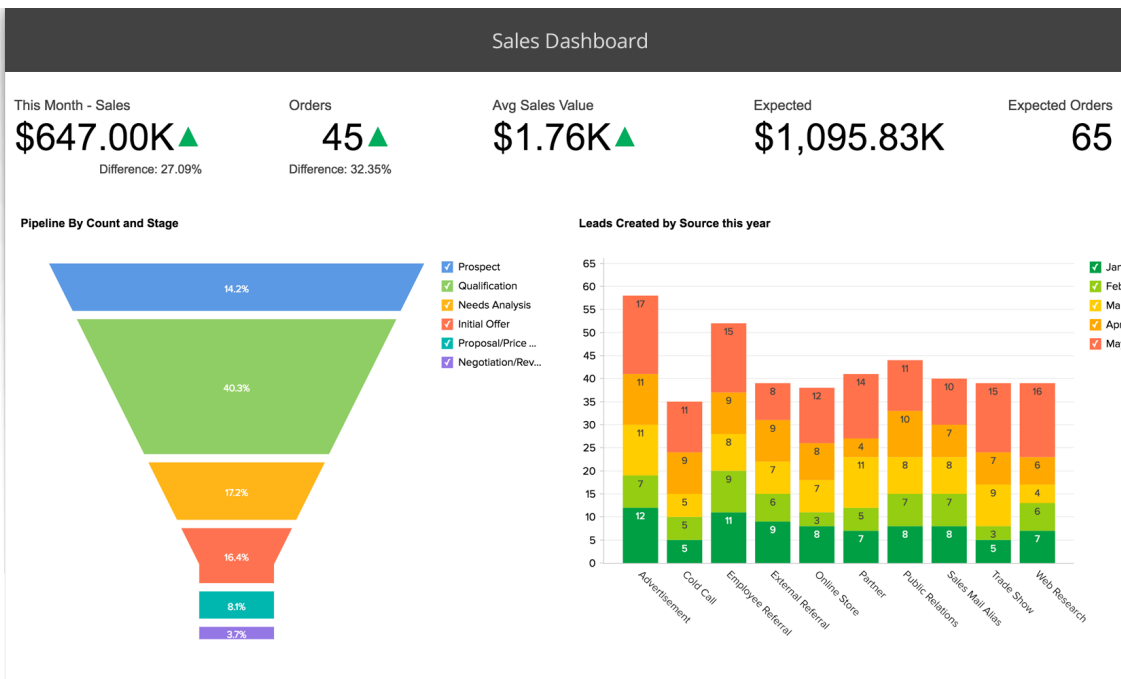 Sales Dashboard
This Month - Sales
$647.00K
Difference: 27.09%
Orders
45
Difference: 32.35%
Avg Sales Value
$1.76K
Expected
$1,095.83K
Expected Orders
65
Pipeline By Count and Stage
14.2%
40.3%
17.2%
16.4%
8.1%
3.7%
Prospect
Qualification
Needs Analysis
Initial Offer
Proposal/Price ...
Negotiation/Rev...
Leads Created by Source this year
65
60
55
50
45
40
35
30
25
20
15
10
5
0
17
11
11
7
12
11
9
5
5
5
15
9
8
9
11
8
9
7
6
9
12
8
7
3
8
14
4
11
5
7
11
10
8
7
8
10
7
8
7
8
15
7
9
3
5
16
6
4
6
7
Advertisement
Cold Call
Employee Referral
External Referral
Online Store
Partner
Public Relations
Sales Mail Alias
Trade Show
Web Research
Jan
Feb
Ma
Apr
Ma